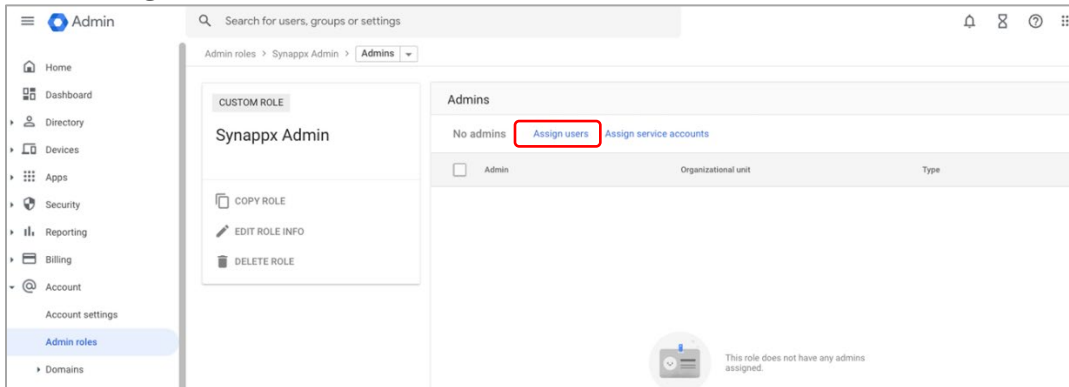 Admin
Search for users, groups or settings
Admin roles > Synappx Admin > Admins
Home
Dashboard
Directory
Devices
Apps
Security
Reporting
Billing
Account
Account settings
Admin roles
Domains
CUSTOM ROLE
Synappx Admin
COPY ROLE
EDIT ROLE INFO
DELETE ROLE
Admins
No admins Assign users Assign service accounts
Admin Organizational unit Type
This role does not have any admins
assigned.